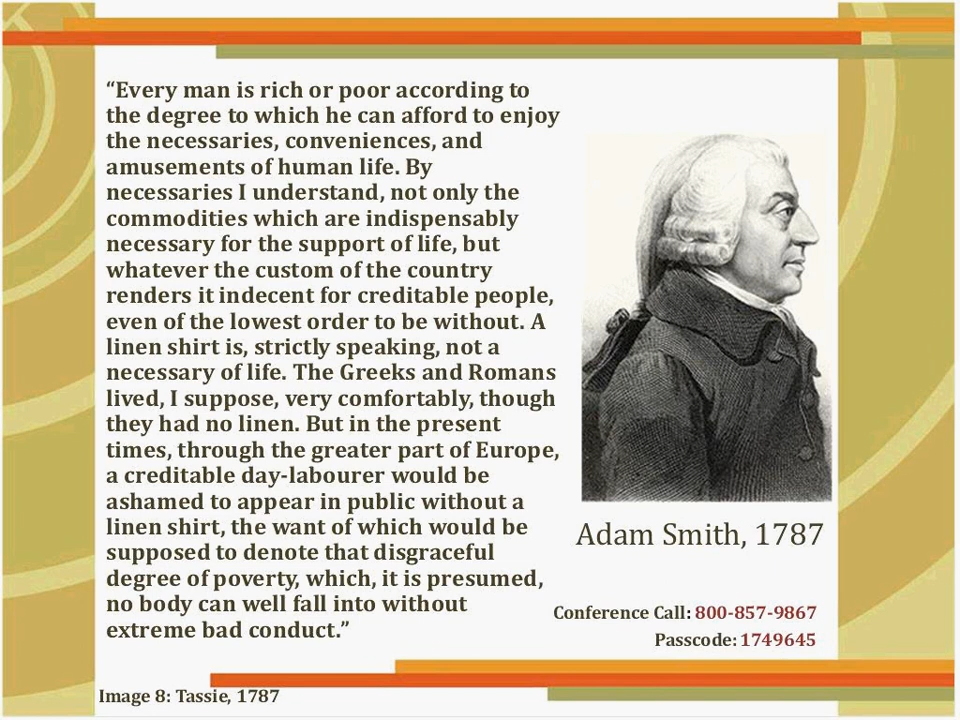 “Every man is rich or poor according to
the degree to which he can afford to enjoy
the necessaries, conveniences, and
amusements of human life. By
necessaries I understand, not only the
commodities which are indispensably
necessary for the support of life, but
whatever the custom of the country
renders it indecent for creditable people,
even of the lowest order to be without. A
linen shirt is, strictly speaking, not a
necessary of life. The Greeks and Romans
lived, I suppose, very comfortably, though
they had no linen. But in the present
times, through the greater part of Europe,
a creditable day-labourer would be
ashamed to appear in public without a
linen shirt, the want of which would be
supposed to denote that disgraceful
degree of poverty, which, it is presumed,
no body can well fall into without
extreme bad conduct.”
Adam Smith, 1787
Conference Call: 800-857-9867
Passcode: 1749645
Image 8: Tassie, 1787